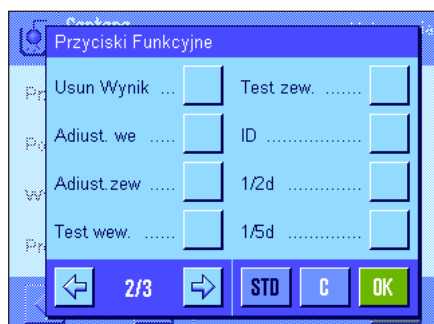 Przyciski Funkcyjne
Usun Wynik ...
Adiust. we .....
Adiust.zew .....
Test wew. ......
Test zew. .......
ID ................
1/2d .............
1/5d .............
2/3
STD
C
OK